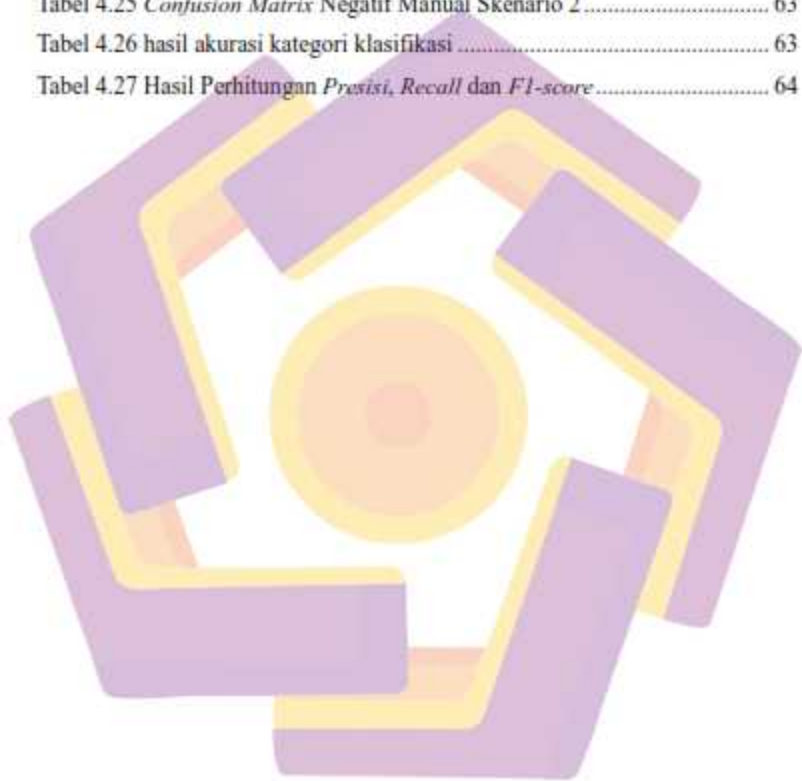 Tabel 4.25 Confusion Matrix Negatif Manual Skenario 2 ............................. 63
Tabel 4.26 hasil akurasi kategori klasifikasi ................................................. 63
Tabel 4.27 Hasil Perhitungan Presisi, Recall dan F1-score ........................... 64